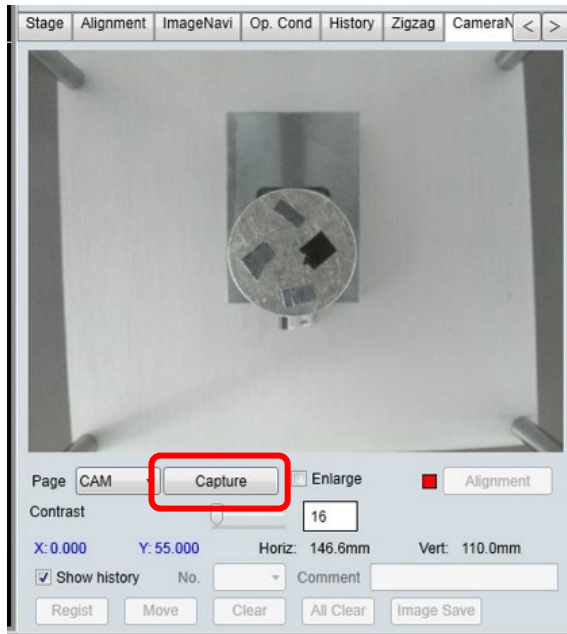 Stage Alignment ImageNavi Op. Cond History Zigzag CameraN < >
Page CAM Capture Enlarge Alignment
Contrast 16
X: 0.000 Y: 55.000 Horiz: 146.6mm Vert: 110.0mm
Show history No. Comment
Regist Move Clear All Clear Image Save